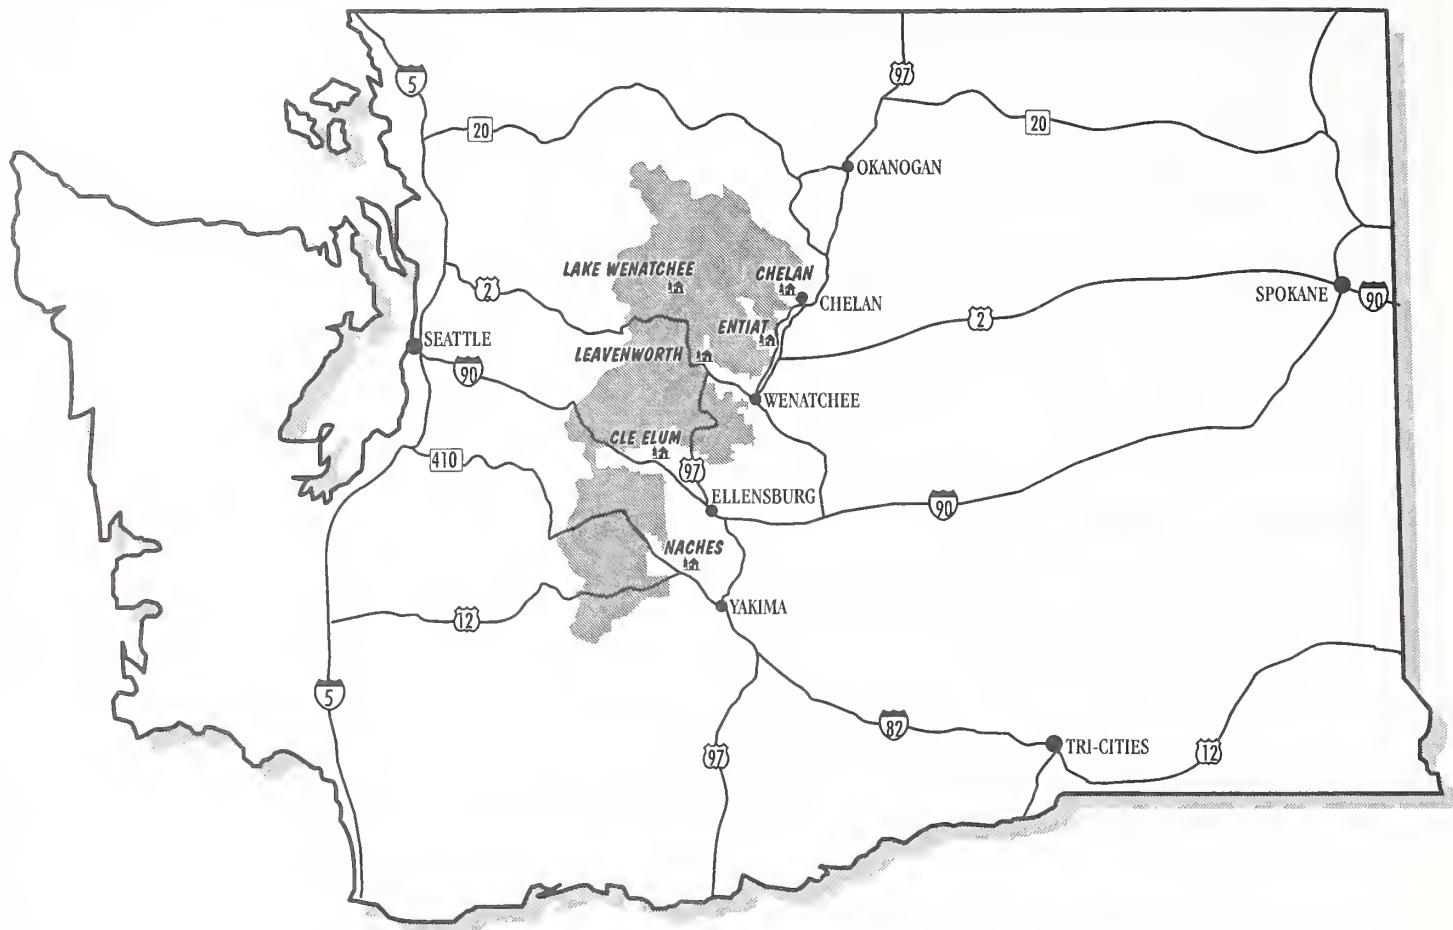 5
97
20
20
OKANOGAN
LAKE WENATCHEE
CHELAN
2
CHELAN
SPOKANE
90
ENTIAT
2
SEATTLE
LEAVENWORTH
90
WENATCHEE
CLE ELUM
410
97
ELLENSBURG
90
NACHES
YAKIMA
12
5
82
97
TRI-CITIES
12